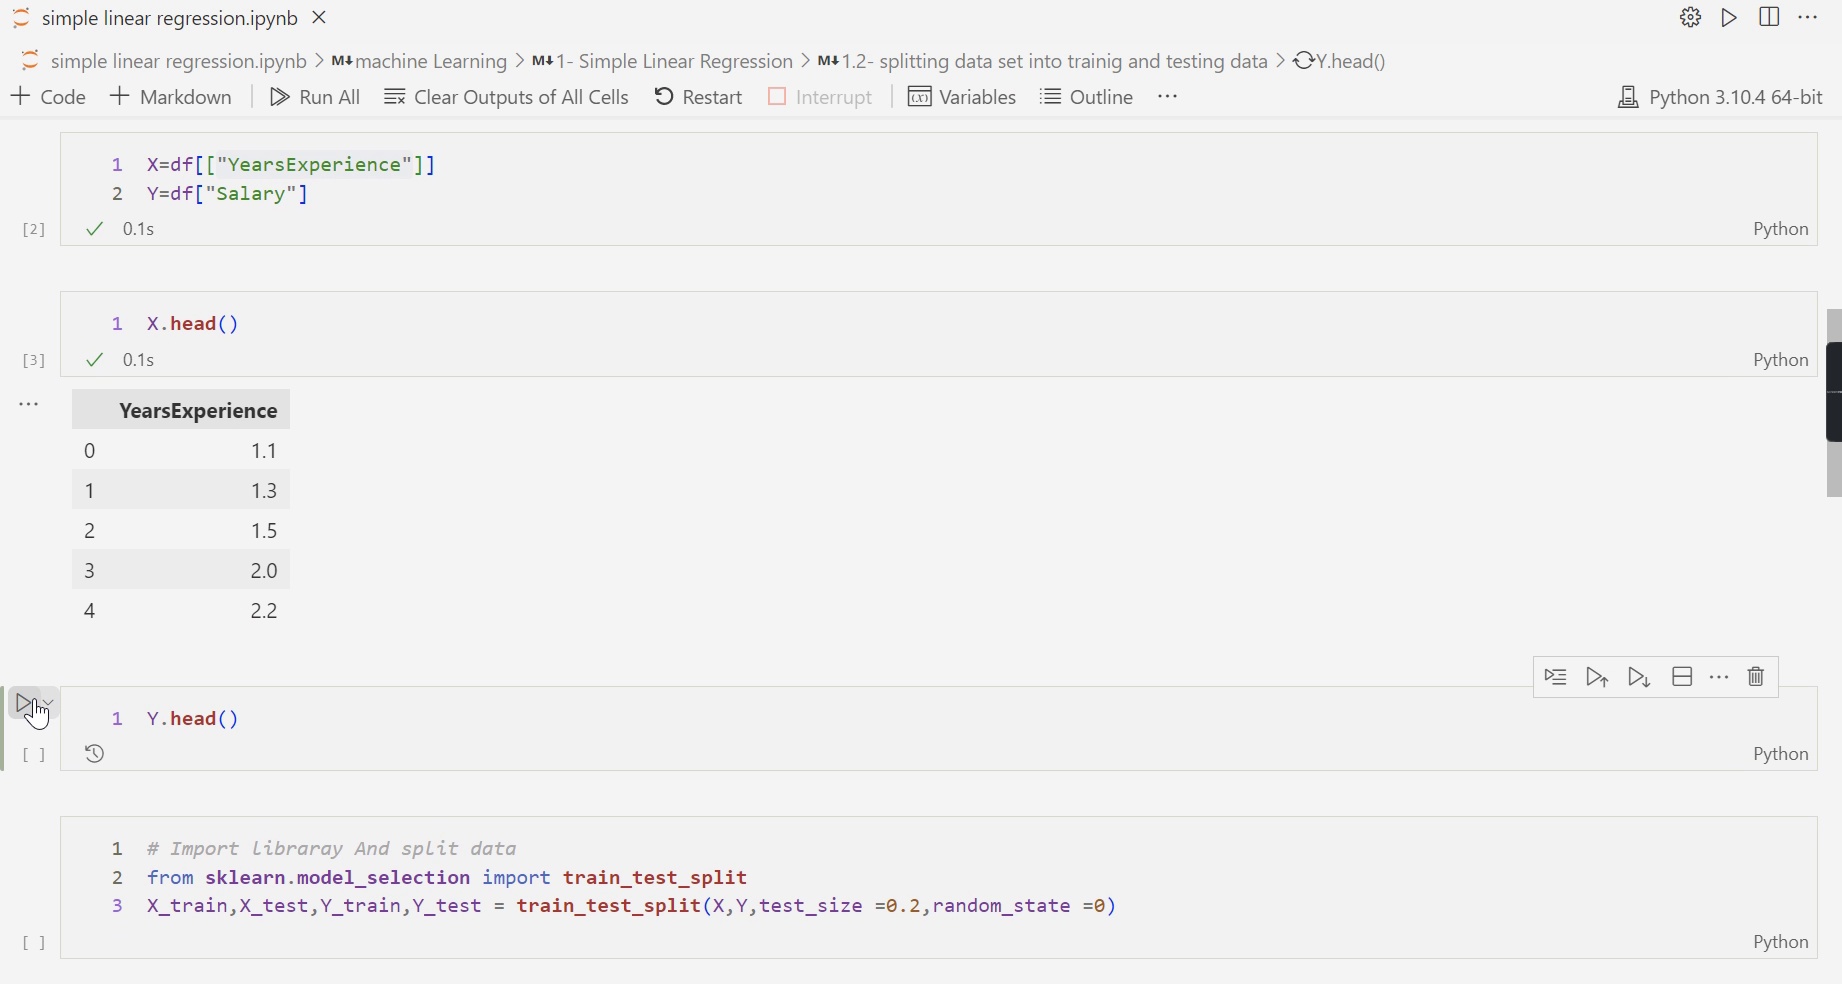 simple linear regression.ipynb
simple linear regression.ipynb > M↓machine Learning > M↓1- Simple Linear Regression > M↓1.2- splitting data set into trainig and testing data > Y.head()
+ Code + Markdown Run All Clear Outputs of All Cells Restart Interrupt Variables Outline ··· Python 3.10.4 64-bit
1 X=df[["YearsExperience"]]
2 Y=df["Salary"]
[2] ✓ 0.1s Python
1 X.head()
[3] ✓ 0.1s Python
··· YearsExperience
0 1.1
1 1.3
2 1.5
3 2.0
4 2.2
1 Y.head()
[ ] Python
1 # Import libraray And split data
2 from sklearn.model_selection import train_test_split
3 X_train,X_test,Y_train,Y_test = train_test_split(X,Y,test_size =0.2,random_state =0)
[ ] Python